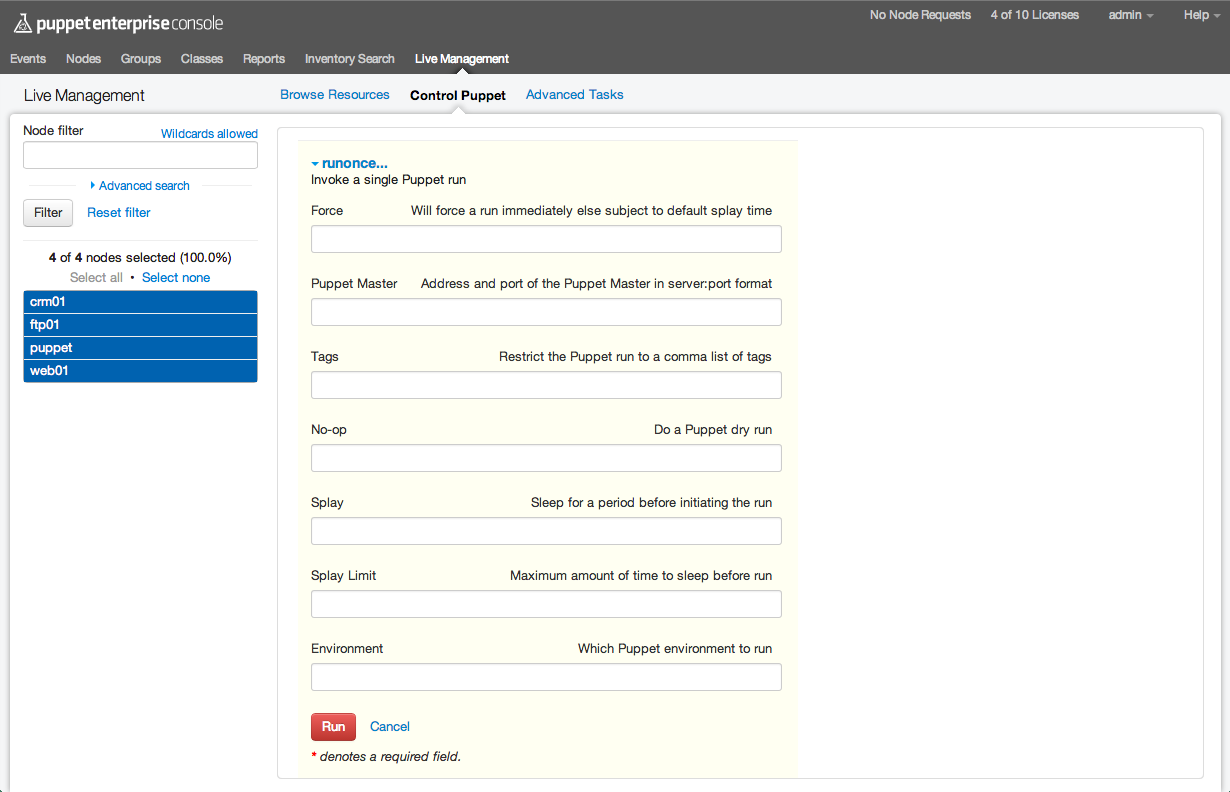 puppet enterprise console
No Node Requests 4 of 10 Licenses admin Help
Events Nodes Groups Classes Reports Inventory Search Live Management
Live Management
Browse Resources Control Puppet Advanced Tasks
Node filter Wildcards allowed
Advanced search
Filter Reset filter
4 of 4 nodes selected (100.0%)
Select all • Select none
crm01
ftp01
puppet
web01
runonce...
Invoke a single Puppet run
Force Will force a run immediately else subject to default splay time
Puppet Master Address and port of the Puppet Master in server:port format
Tags Restrict the Puppet run to a comma list of tags
No-op Do a Puppet dry run
Splay Sleep for a period before initiating the run
Splay Limit Maximum amount of time to sleep before run
Environment Which Puppet environment to run
Run Cancel
* denotes a required field.